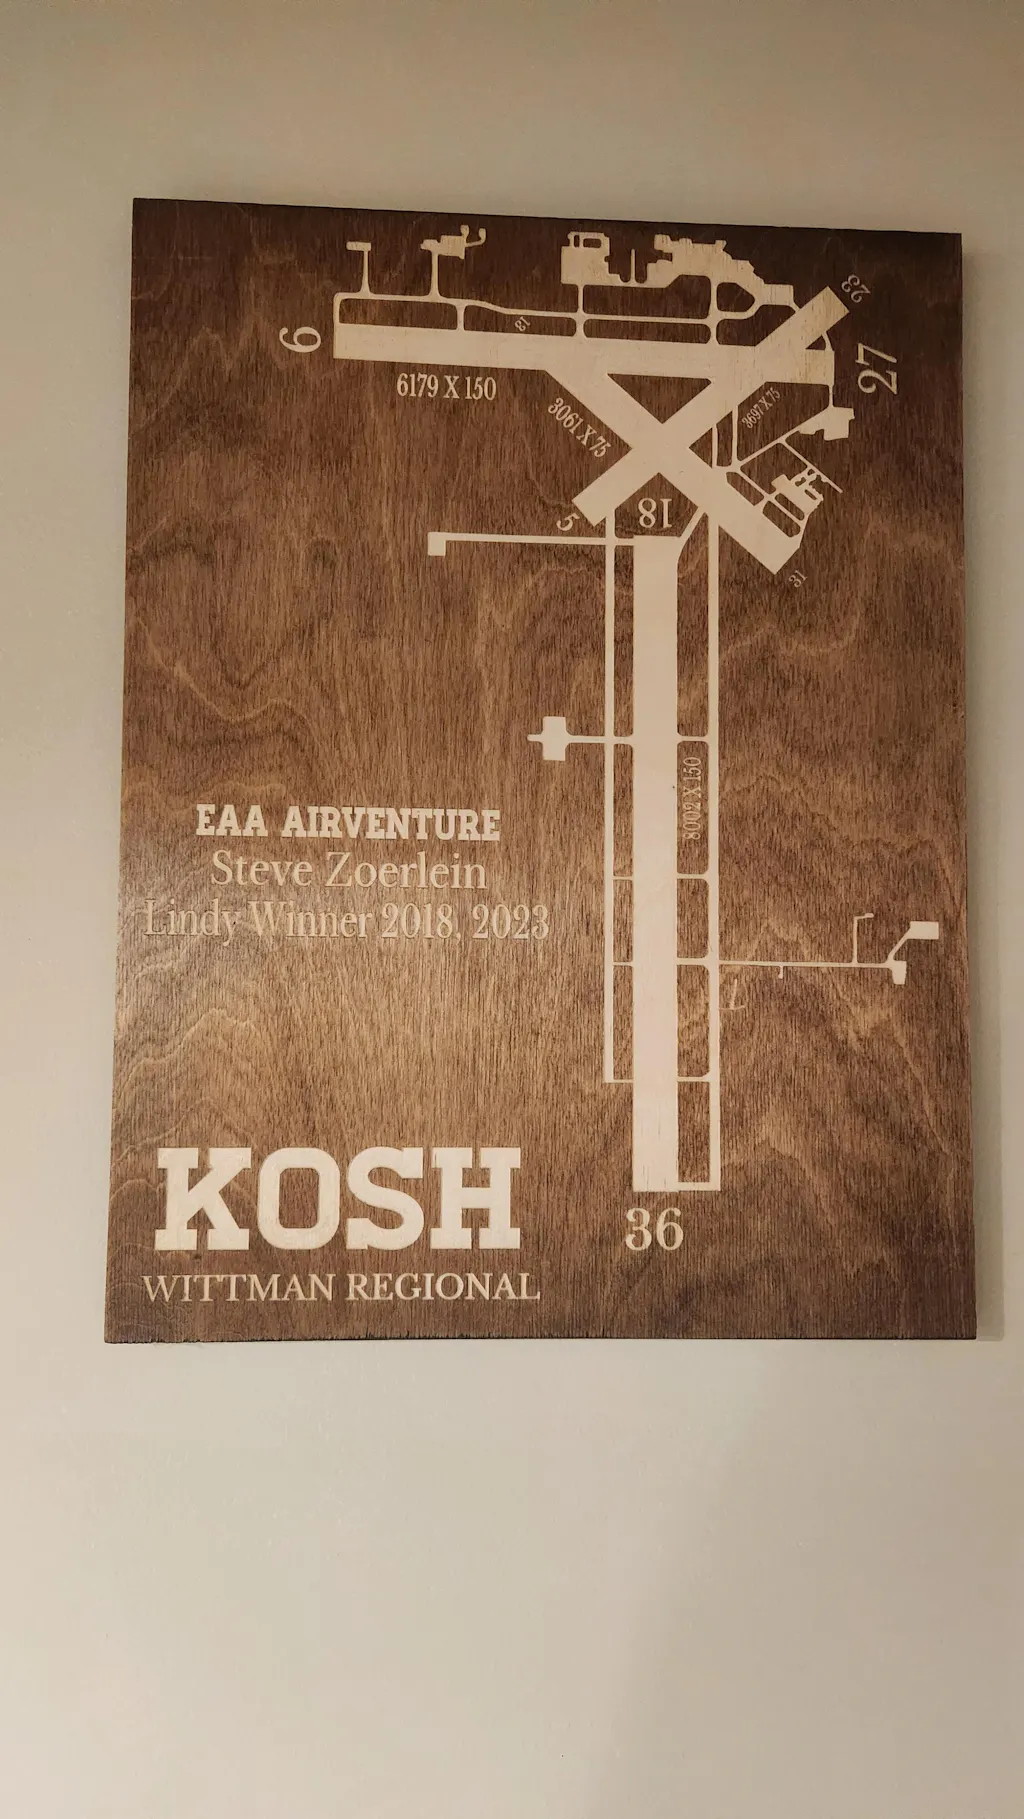 23
6
13
27
6179 X 150
3061 X 75
3697 X 75
5
18
31
8002 X 150
EAA AIRVENTURE
Steve Zoerlein
Lindy Winner 2018, 2023
KOSH
36
WITTMAN REGIONAL